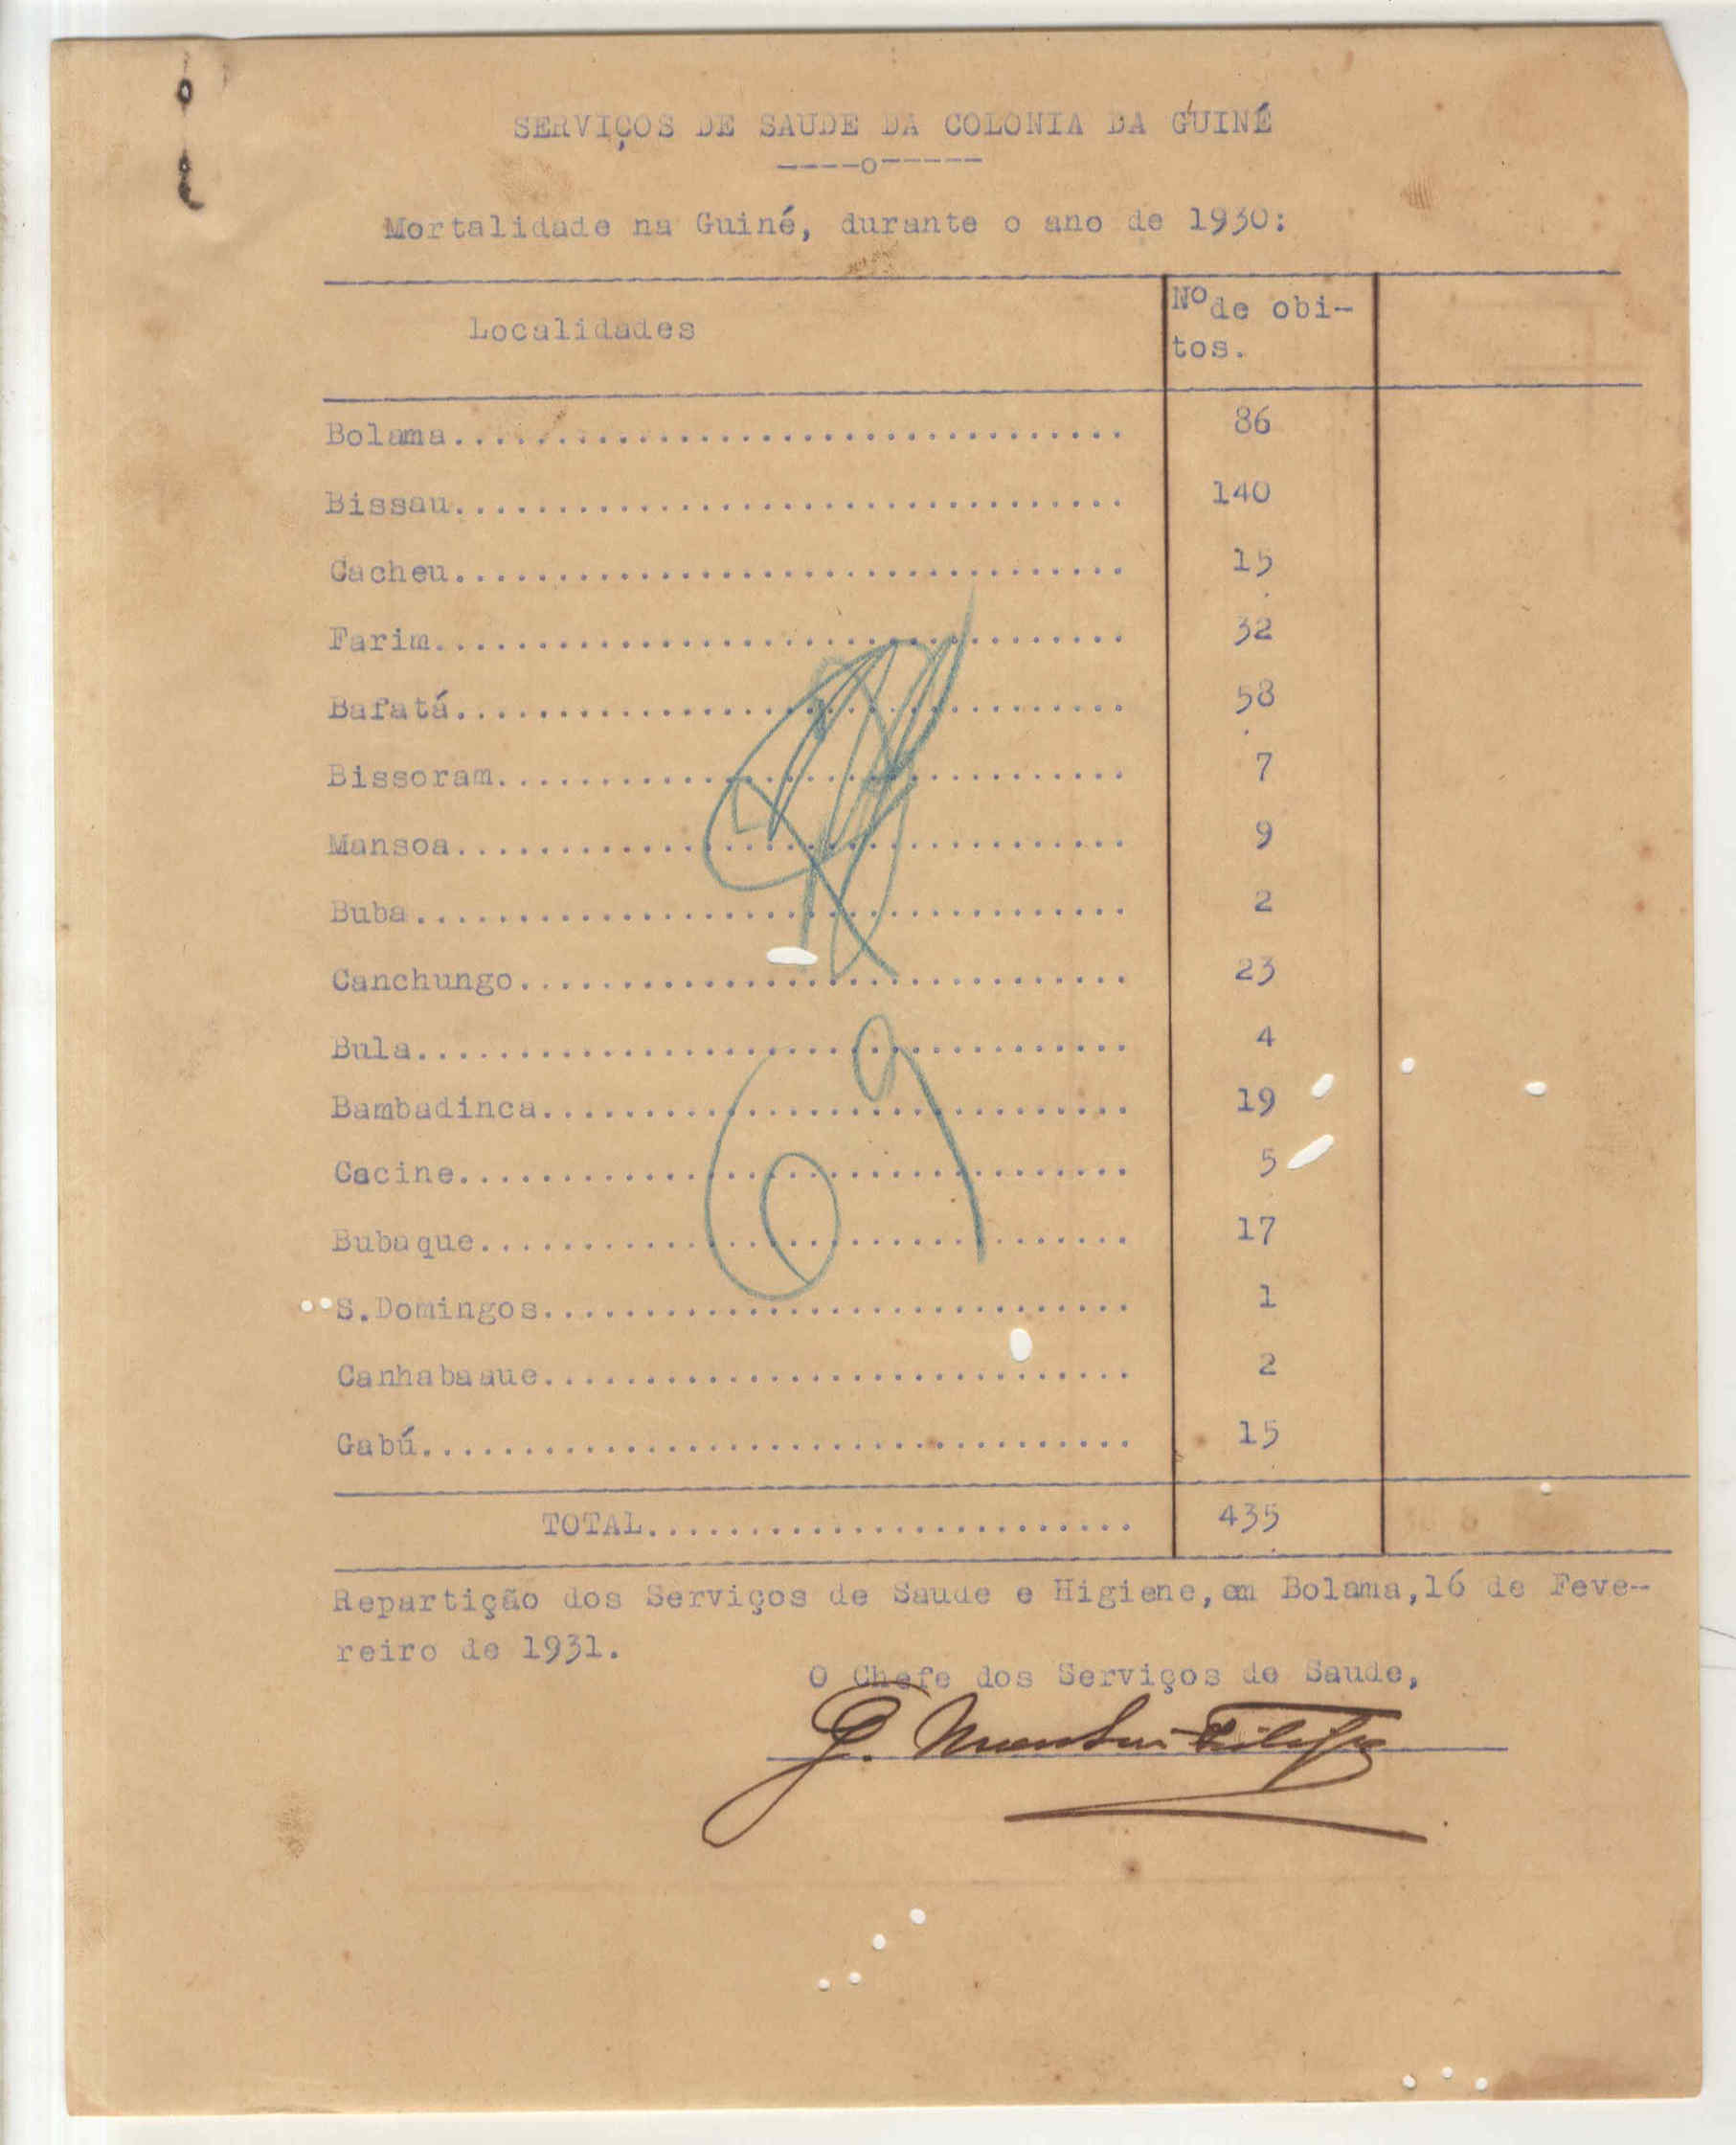 SERVIÇOS DE SAUDE DA COLONIA DA GUINÉ
----o-----
Mortalidade na Guiné, durante o ano de 1930:
Localidades
Nº de obi-
tos.
Bolama................................. 86
Bissau................................. 140
Cacheu................................. 15
Farim.................................. 32
Bafatá................................. 58
Bissoram............................... 7
Mansoa................................. 9
Buba................................... 2
Canchungo.............................. 23
Bula................................... 4
Bambadinca............................. 19
Cacine................................. 5
Bubaque................................ 17
S.Domingos............................. 1
Canhabaque............................. 2
Gabú................................... 15
TOTAL........................ 435
Repartição dos Serviços de Saude e Higiene,em Bolama,16 de Feve-
reiro de 1931.
O Chefe dos Serviços de Saude,